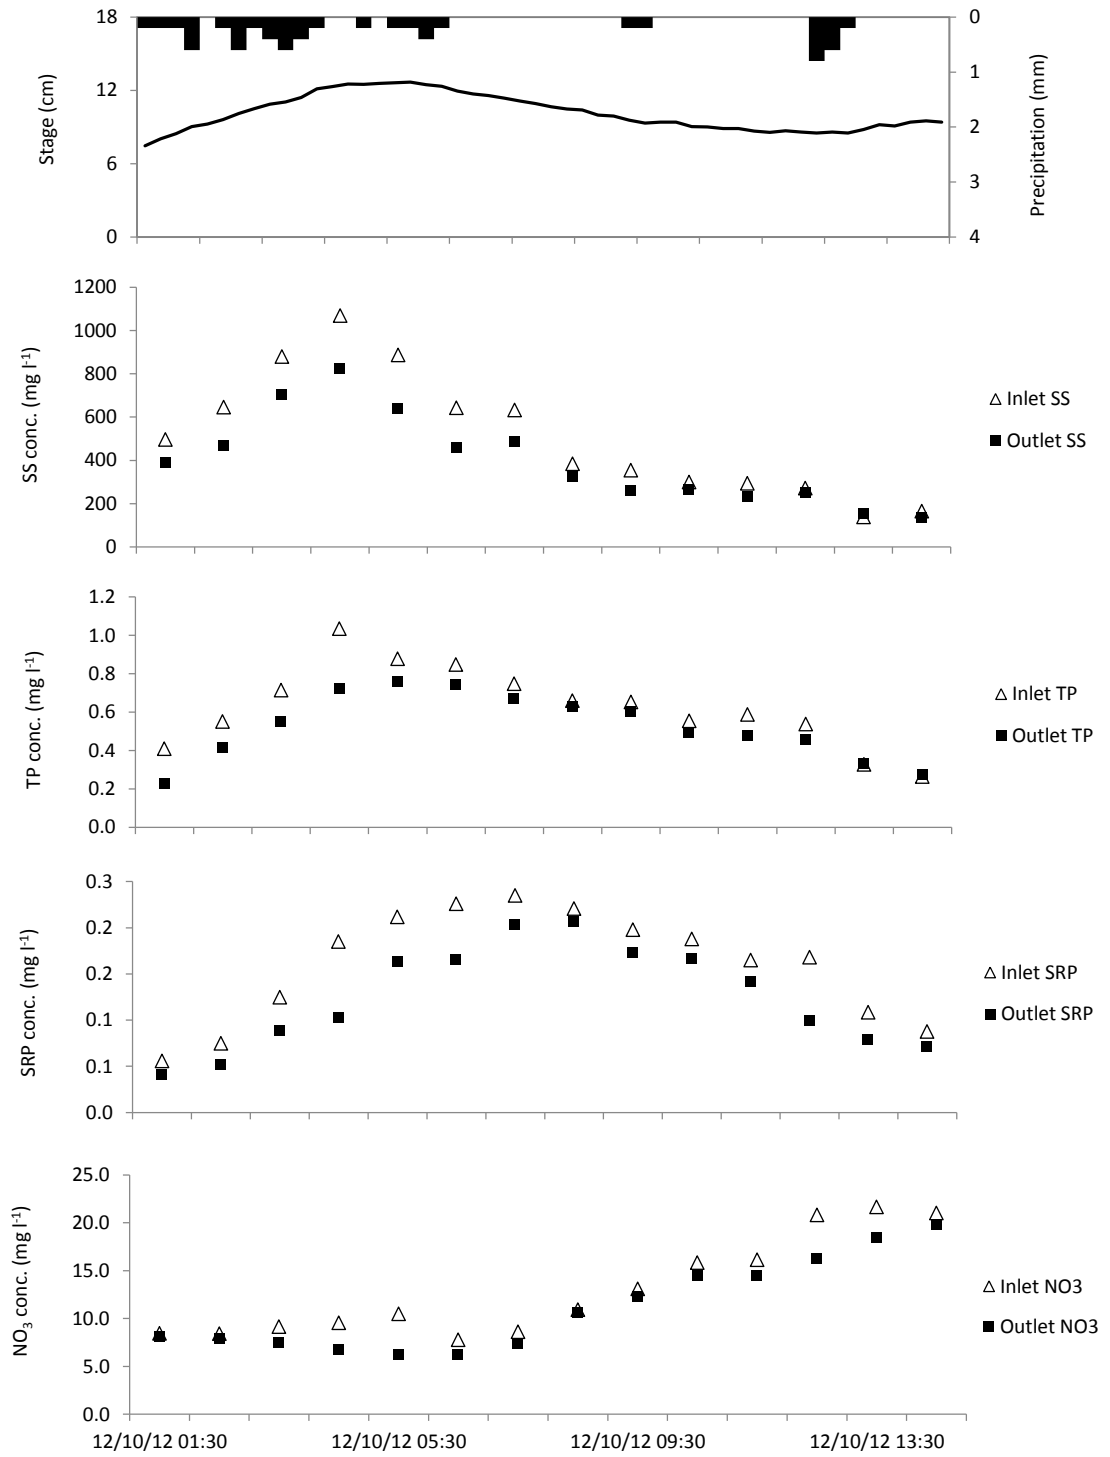 18
12
6
0
Stage (cm)
0
1
2
3
4
Precipitation (mm)
1200
1000
800
600
400
200
0
SS conc. (mg l-1)
Inlet SS
Outlet SS
1.2
1.0
0.8
0.6
0.4
0.2
0.0
TP conc. (mg l-1)
Inlet TP
Outlet TP
0.3
0.2
0.2
0.1
0.1
0.0
SRP conc. (mg l-1)
Inlet SRP
Outlet SRP
25.0
20.0
15.0
10.0
5.0
0.0
NO3 conc. (mg l-1)
Inlet NO3
Outlet NO3
12/10/12 01:30 12/10/12 05:30 12/10/12 09:30 12/10/12 13:30